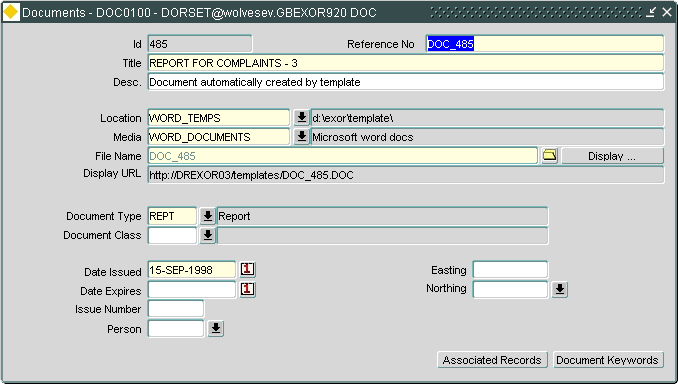 Documents - DOC0100 - DORSET@wolvesev.GBEXOR920 DOC
Id 485 Reference No DOC_485
Title REPORT FOR COMPLAINTS - 3
Desc. Document automatically created by template
Location WORD_TEMPS d:\exor\template\
Media WORD_DOCUMENTS Microsoft word docs
File Name DOC_485 Display ...
Display URL http://DREXOR03/templates/DOC_485.DOC
Document Type REPT Report
Document Class
Date Issued 15-SEP-1998 1 Easting
Date Expires 1 Northing
Issue Number
Person
Associated Records Document Keywords